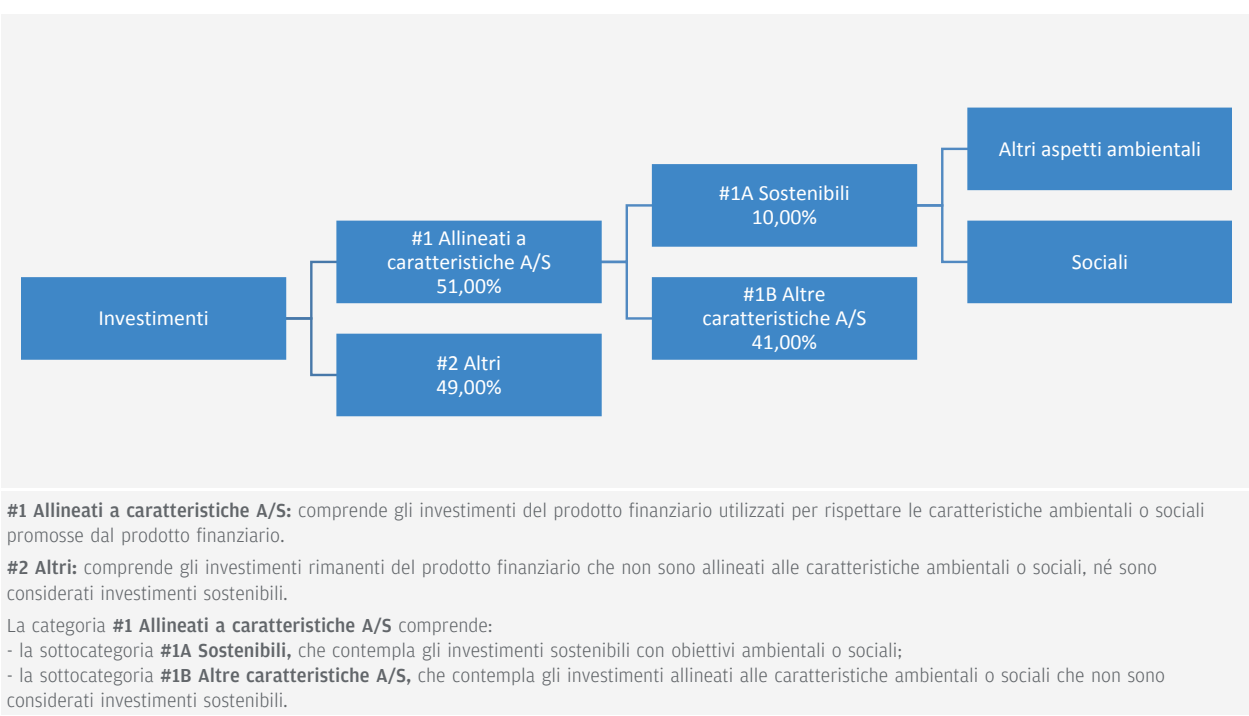 Investimenti
#1 Allineati a
caratteristiche A/S
51,00%
#2 Altri
49,00%
#1A Sostenibili
10,00%
#1B Altre
caratteristiche A/S
41,00%
Altri aspetti ambientali
Sociali
#1 Allineati a caratteristiche A/S: comprende gli investimenti del prodotto finanziario utilizzati per rispettare le caratteristiche ambientali o sociali
promosse dal prodotto finanziario.
#2 Altri: comprende gli investimenti rimanenti del prodotto finanziario che non sono allineati alle caratteristiche ambientali o sociali, né sono
considerati investimenti sostenibili.
La categoria #1 Allineati a caratteristiche A/S comprende:
- la sottocategoria #1A Sostenibili, che contempla gli investimenti sostenibili con obiettivi ambientali o sociali;
- la sottocategoria #1B Altre caratteristiche A/S, che contempla gli investimenti allineati alle caratteristiche ambientali o sociali che non sono
considerati investimenti sostenibili.